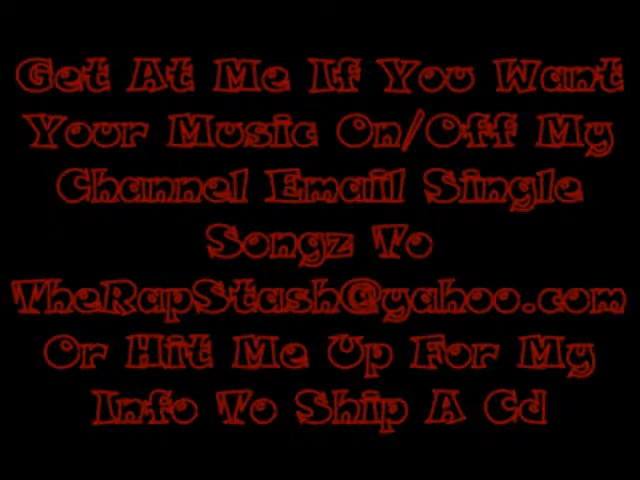 Get At Me If You Want
Your Music On/Off My
Channel Email Single
Songz To
TheRapStash@yahoo.com
Or Hit Me Up For My
Info To Ship A Cd